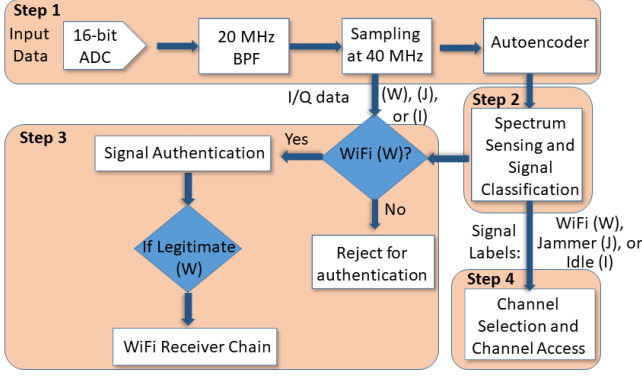 Step 1
Input
Data
16-bit
ADC
20 MHz
BPF
Sampling
at 40 MHz
Autoencoder
I/Q data
(W), (J),
or (I)
Step 2
Spectrum
Sensing and
Signal
Classification
Step 3
Signal Authentication
Yes
WiFi (W)?
No
If Legitimate
(W)
Reject for
authentication
WiFi Receiver Chain
Signal
Labels:
WiFi (W),
Jammer (J), or
Idle (I)
Step 4
Channel
Selection and
Channel Access